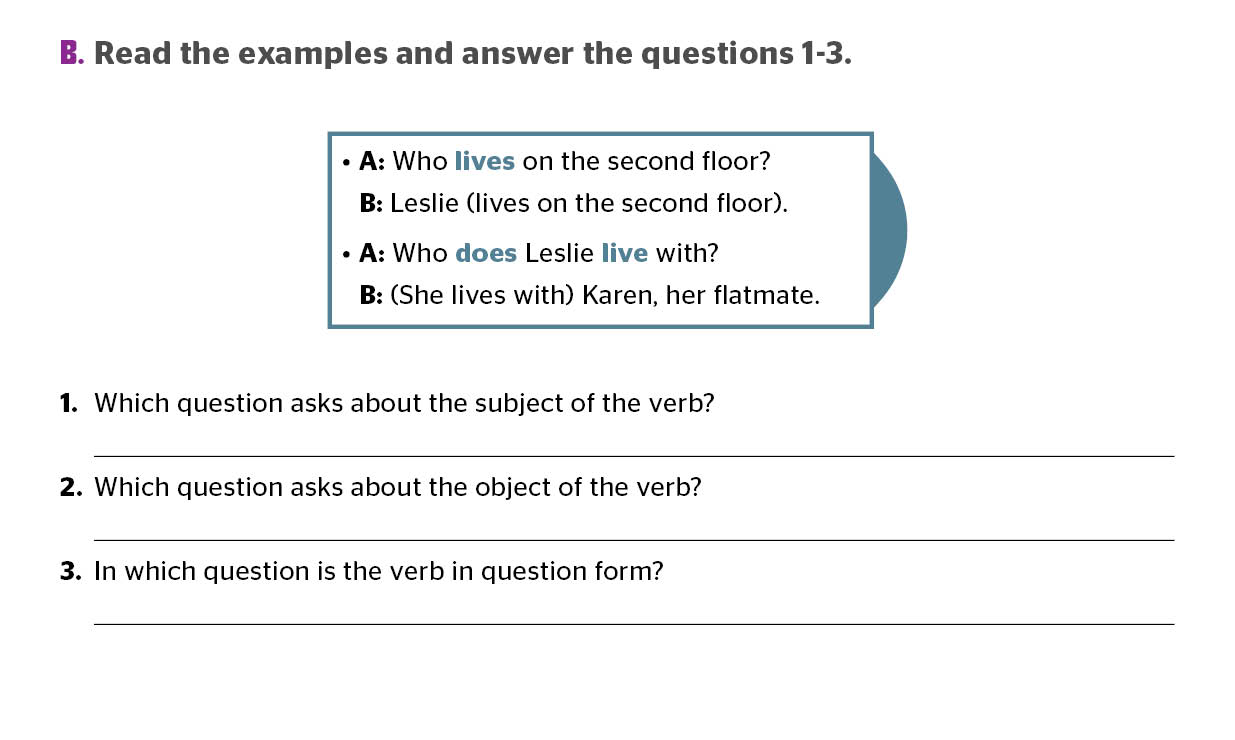 B. Read the examples and answer the questions 1-3.
• A: Who lives on the second floor?
B: Leslie (lives on the second floor).
• A: Who does Leslie live with?
B: (She lives with) Karen, her flatmate.
1. Which question asks about the subject of the verb?
2. Which question asks about the object of the verb?
3. In which question is the verb in question form?